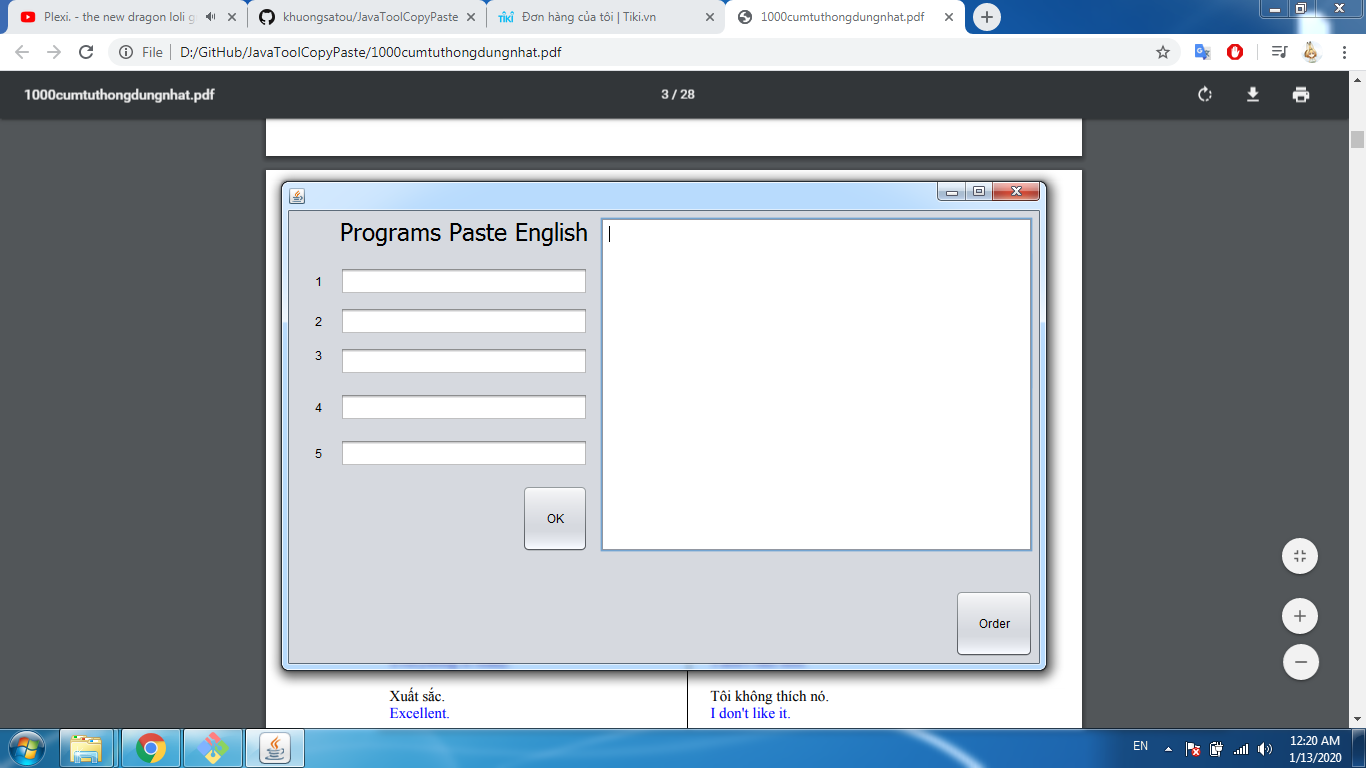 Plexi. - the new dragon loli g
khuongsatou/JavaToolCopyPaste
TIKI Đơn hàng của tôi | Tiki.vn
1000cumtuthongdungnhat.pdf
File D:/GitHub/JavaToolCopyPaste/1000cumtuthongdungnhat.pdf
1000cumtuthongdungnhat.pdf
3 / 28
Programs Paste English
1
2
3
4
5
OK
Order
Xuất sắc.
Excellent.
Tôi không thích nó.
I don't like it.
EN
12:20 AM
1/13/2020